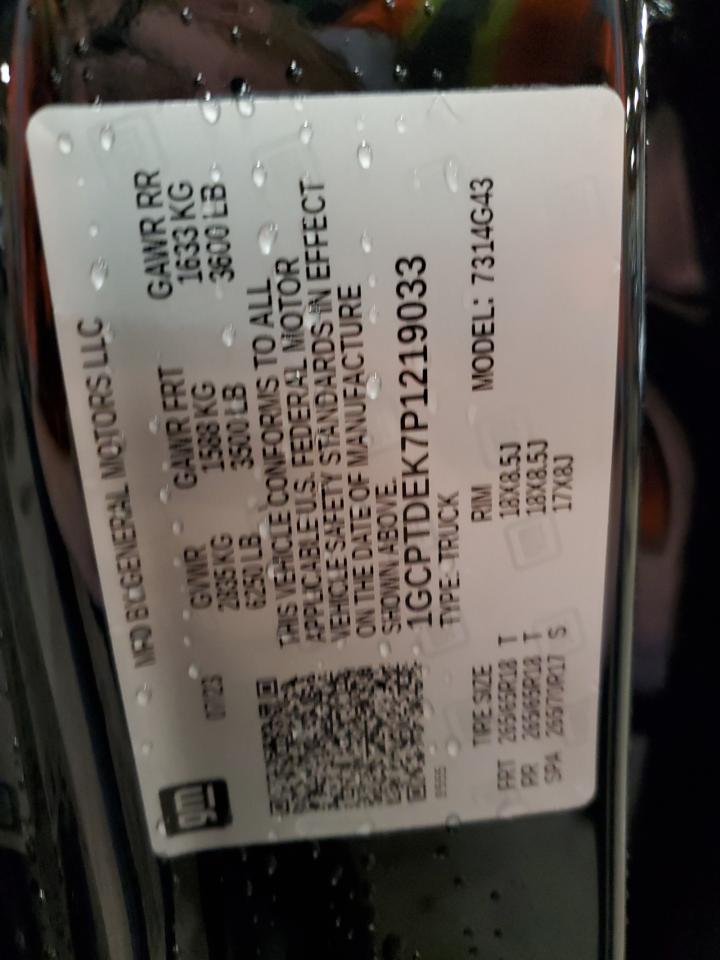 gm
MFD BY: GENERAL MOTORS LLC
07/23
GVWR GAWR FRT GAWR RR
2835 KG 1588 KG 1633 KG
6250 LB 3500 LB 3600 LB
THIS VEHICLE CONFORMS TO ALL
APPLICABLE U.S. FEDERAL MOTOR
VEHICLE SAFETY STANDARDS IN EFFECT
ON THE DATE OF MANUFACTURE
SHOWN ABOVE.
1GCPTDEK7P1219033
TYPE: TRUCK
MODEL: 7314G43
TIRE SIZE RIM
FRT 265/65R18 T 18X8.5J
RR 265/65R18 T 18X8.5J
SPA 265/70R17 S 17X8J